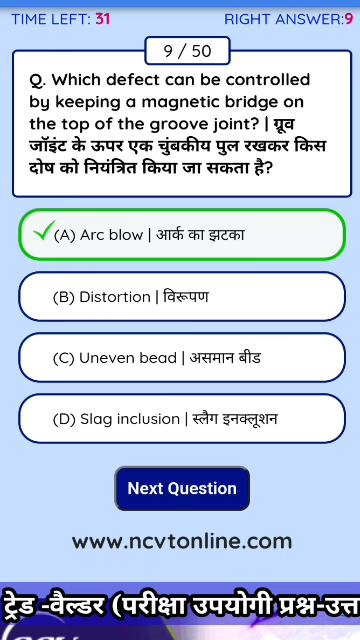 TIME LEFT: 31
RIGHT ANSWER:9
9 / 50
Q. Which defect can be controlled
by keeping a magnetic bridge on
the top of the groove joint? | ग्रूव
जॉइंट के ऊपर एक चुंबकीय पुल रखकर किस
दोष को नियंत्रित किया जा सकता है?
(A) Arc blow | आर्क का झटका
(B) Distortion | विरूपण
(C) Uneven bead | असमान बीड
(D) Slag inclusion | स्लैग इनक्लूशन
Next Question
www.ncvtonline.com
ट्रेड -वैल्डर (परीक्षा उपयोगी प्रश्न-उत्त